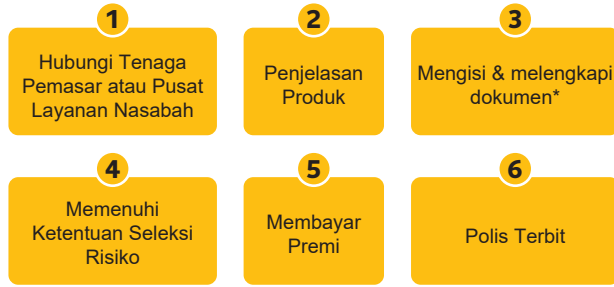 1
Hubungi Tenaga
Pemasar atau Pusat
Layanan Nasabah
2
Penjelasan
Produk
3
Mengisi & melengkapi
dokumen*
4
Memenuhi
Ketentuan Seleksi
Risiko
5
Membayar
Premi
6
Polis Terbit